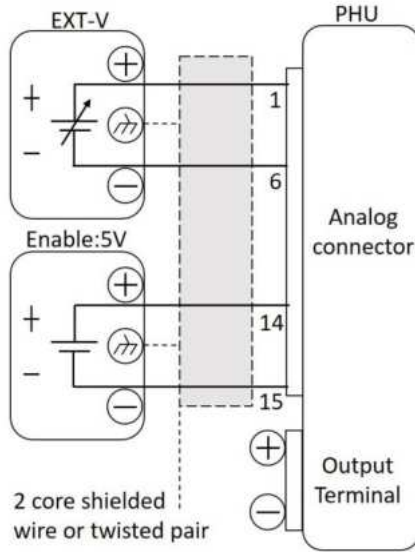 EXT-V
PHU
+
+
1
−
−
6
Analog
connector
Enable:5V
+
+
14
−
−
15
+
Output
Terminal
−
2 core shielded
wire or twisted pair